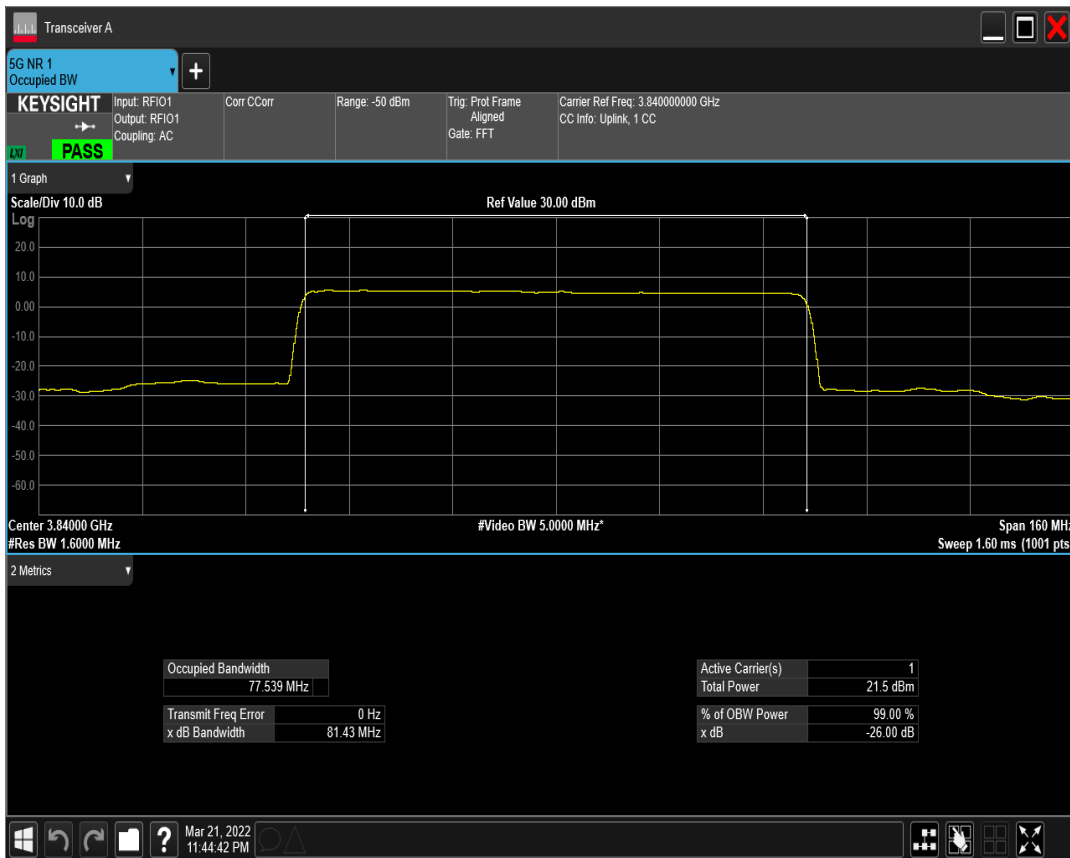 Transceiver A
5G NR 1
Occupied BW
+
KEYSIGHT
LXI
PASS
Input: RFIO1
Output: RFIO1
Coupling: AC
Corr CCorr
Range: -50 dBm
Trig: Prot Frame
Aligned
Gate: FFT
Carrier Ref Freq: 3.840000000 GHz
CC Info: Uplink, 1 CC
1 Graph
Scale/Div 10.0 dB
Ref Value 30.00 dBm
Log
20.0
10.0
0.00
-10.0
-20.0
-30.0
-40.0
-50.0
-60.0
Center 3.84000 GHz
#Video BW 5.0000 MHz*
Span 160 MHz
#Res BW 1.6000 MHz
Sweep 1.60 ms (1001 pts
2 Metrics
Occupied Bandwidth
77.539 MHz
Transmit Freq Error 0 Hz
x dB Bandwidth 81.43 MHz
Active Carrier(s) 1
Total Power 21.5 dBm
% of OBW Power 99.00 %
x dB -26.00 dB
?
Mar 21, 2022
11:44:42 PM